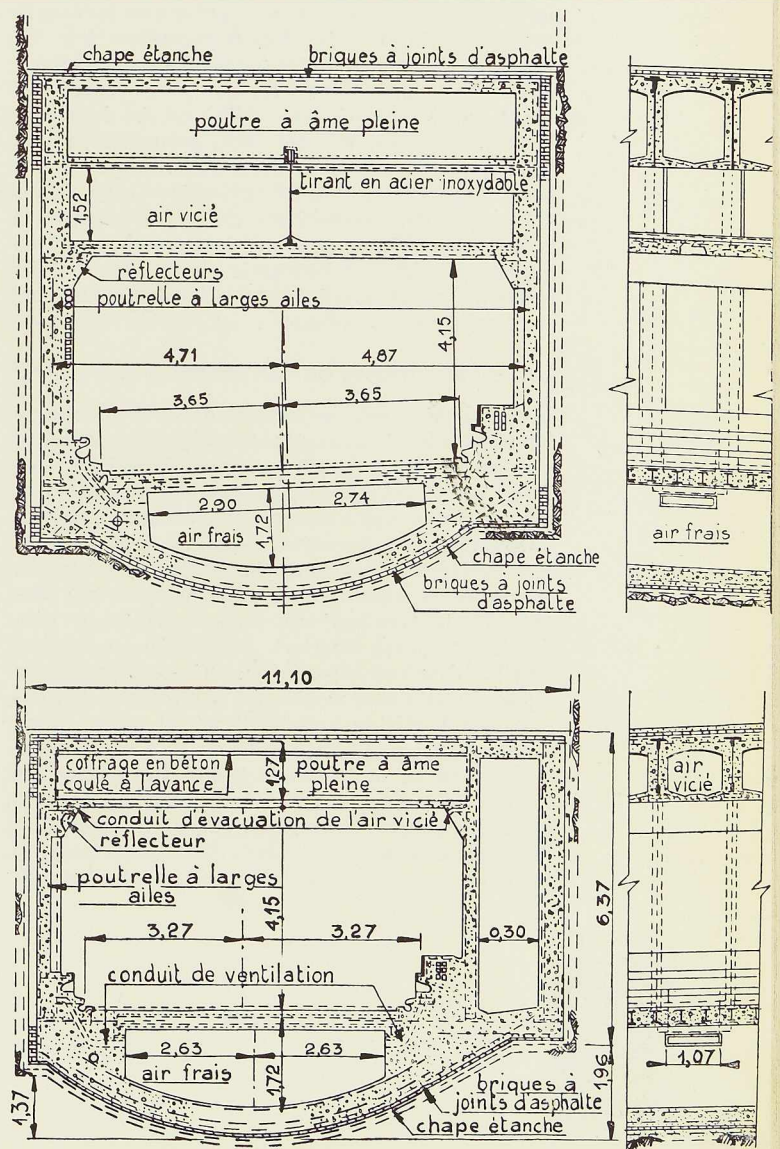 chape étanche
briques à joints d'asphalte
poutre à âme pleine
tirant en acier inoxydable
1,52
air vicié
réflecteurs
poutrelle à larges ailes
4,15
4,71
4,87
3,65
3,65
2,90
2,74
1,72
air frais
chape étanche
briques à joints
d'asphalte
air frais
11,10
coffrage en béton
coulé à l'avance
1,27
poutre à âme
pleine
conduit d'évacuation de l'air vicié
réflecteur
poutrelle à larges
ailes
4,15
3,27
3,27
0,30
6,37
conduit de ventilation
2,63
2,63
air frais
1,72
1,96
1,37
briques à
joints d'asphalte
chape étanche
air
vicié
1,07